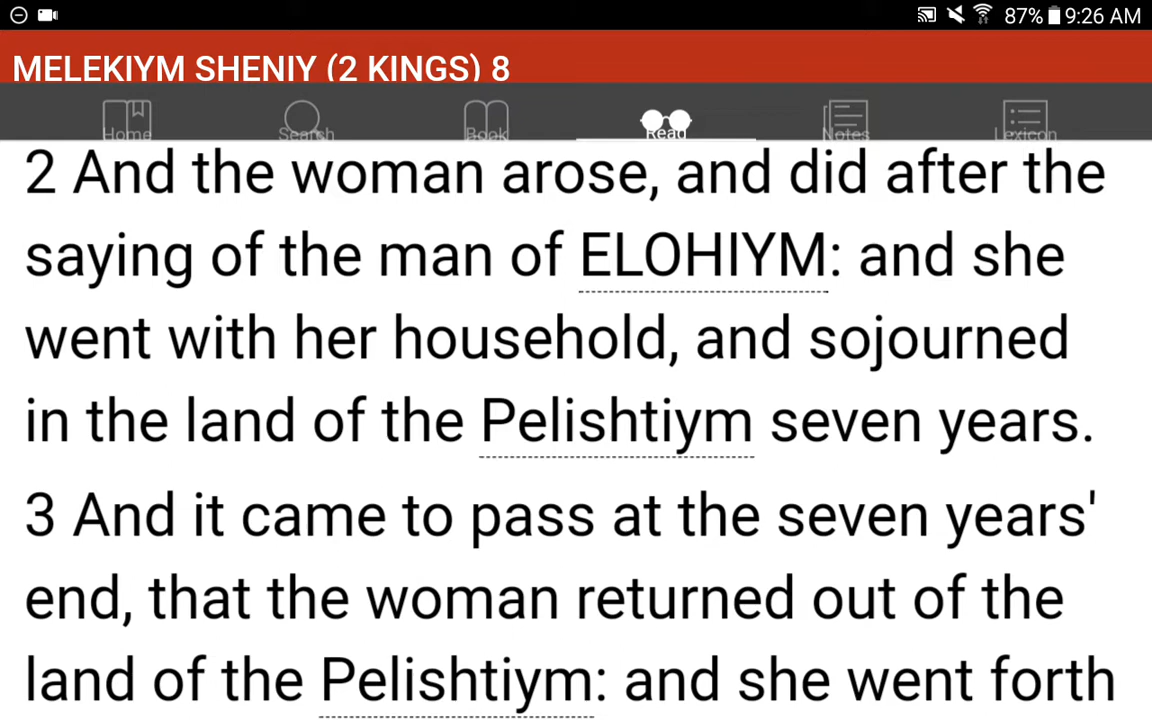 87% 9:26 AM
MELEKIYM SHENIY (2 KINGS) 8
Home Search Book Read Notes Lexicon
2 And the woman arose, and did after the
saying of the man of ELOHIYM: and she
went with her household, and sojourned
in the land of the Pelishtiym seven years.
3 And it came to pass at the seven years'
end, that the woman returned out of the
land of the Pelishtiym: and she went forth